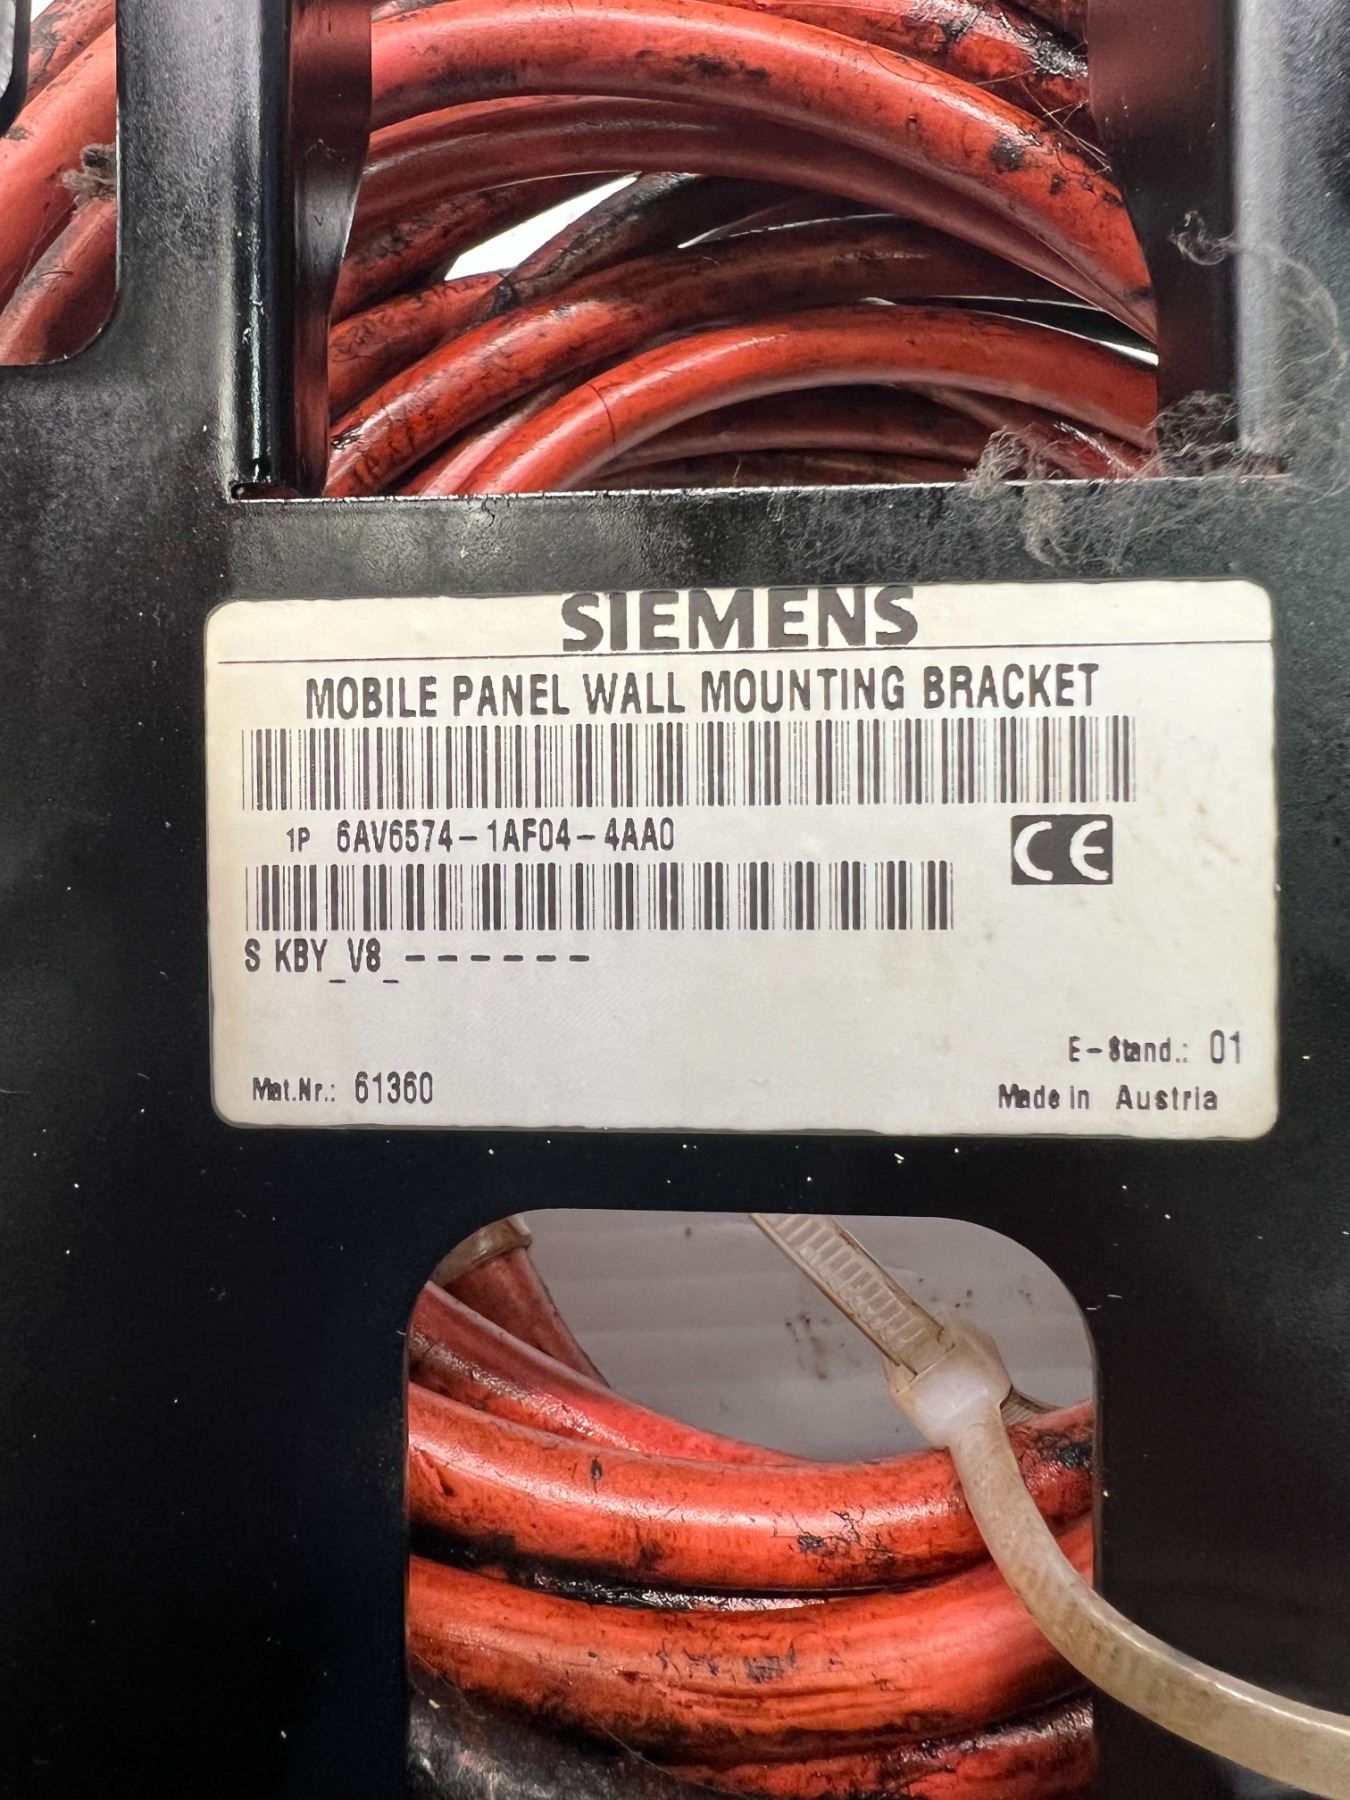 SIEMENS
MOBILE PANEL WALL MOUNTING BRACKET
1P 6AV6574-1AF04-4AA0
CE
S KBY_V8_------
E-Stand.: 01
Mat.Nr.: 61360
Made in Austria